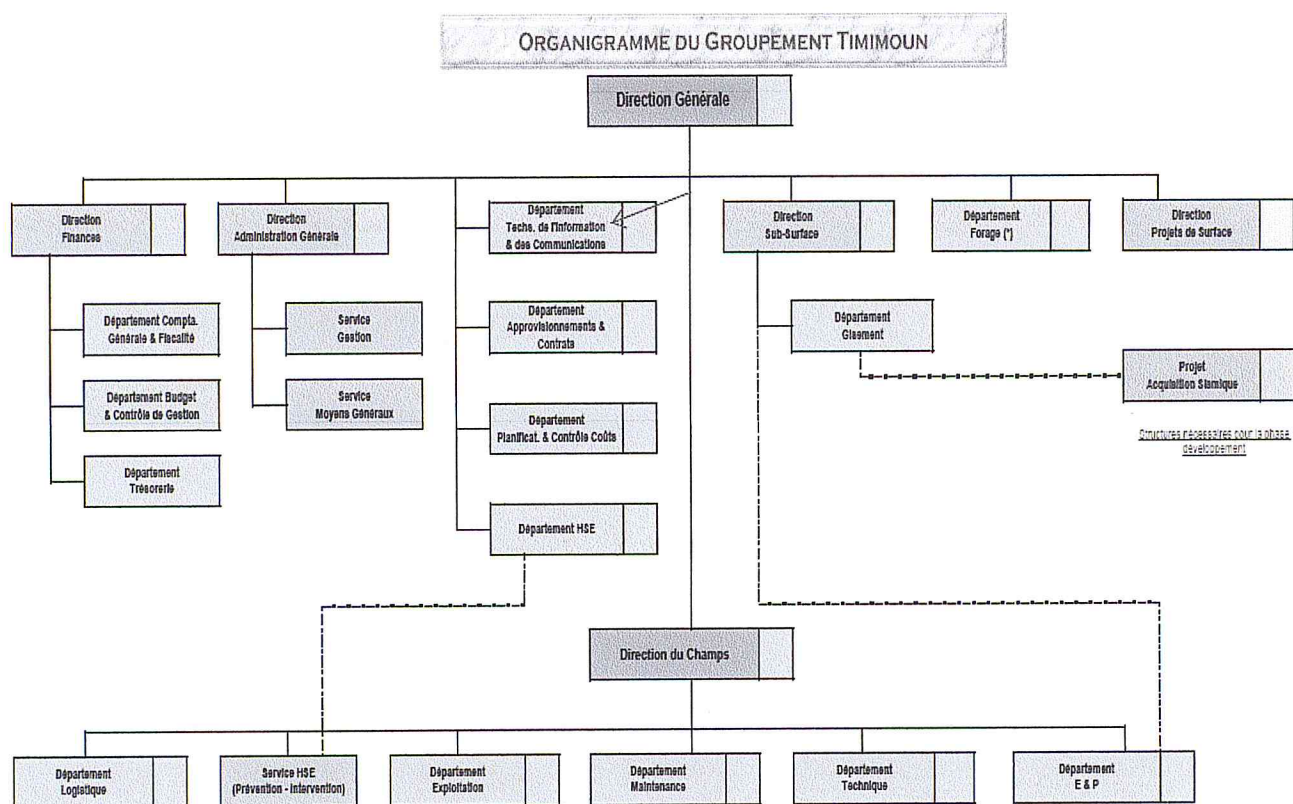 ORGANIGRAMME DU GROUPEMENT TIMIMOUN
Direction Générale
Direction
Finances
Direction
Administration Générale
Département
Techs. de l'Information
& des Communications
Direction
Sub-Surface
Département
Forage (*)
Direction
Projets de Surface
Département Compta.
Générale & Fiscalité
Service
Gestion
Département
Approvisionnements &
Contrats
Département
Gisement
Projet
Acquisition Sismique
Département Budget
& Contrôle de Gestion
Service
Moyens Généraux
Département
Planificat. & Contrôle Coûts
Structures nécessaires pour la phase
développement
Département
Trésorerie
Département HSE
Direction du Champs
Département
Logistique
Service HSE
(Prévention - Intervention)
Département
Exploitation
Département
Maintenance
Département
Technique
Département
E & P